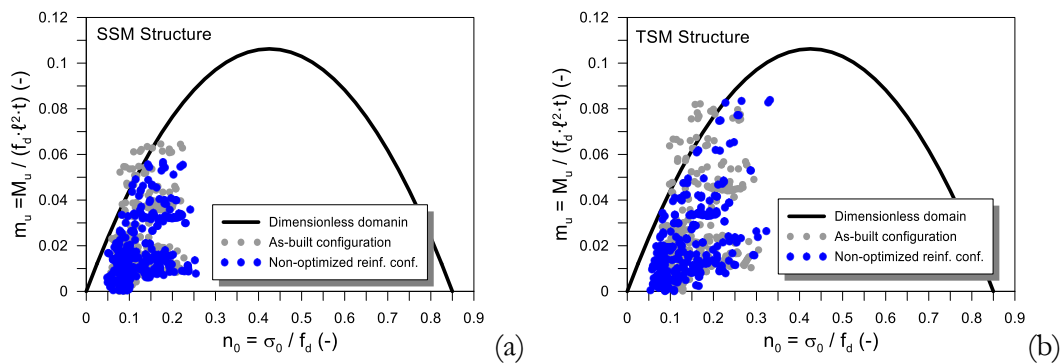 SSM Structure
m_u =M_u / (f_d·ℓ²·t) (-)
0.12
0.1
0.08
0.06
0.04
0.02
0
Dimensionless domanin
As-built configuration
Non-optimized reinf. conf.
0 0.1 0.2 0.3 0.4 0.5 0.6 0.7 0.8 0.9
n₀ = σ₀ / f_d (-)
(a)
TSM Structure
m_u = M_u / (f_d·ℓ²·t) (-)
0.12
0.1
0.08
0.06
0.04
0.02
0
Dimensionless domain
As-built configuration
Non-optimized reinf. conf.
0 0.1 0.2 0.3 0.4 0.5 0.6 0.7 0.8 0.9
n₀ = σ₀ / f_d (-)
(b)